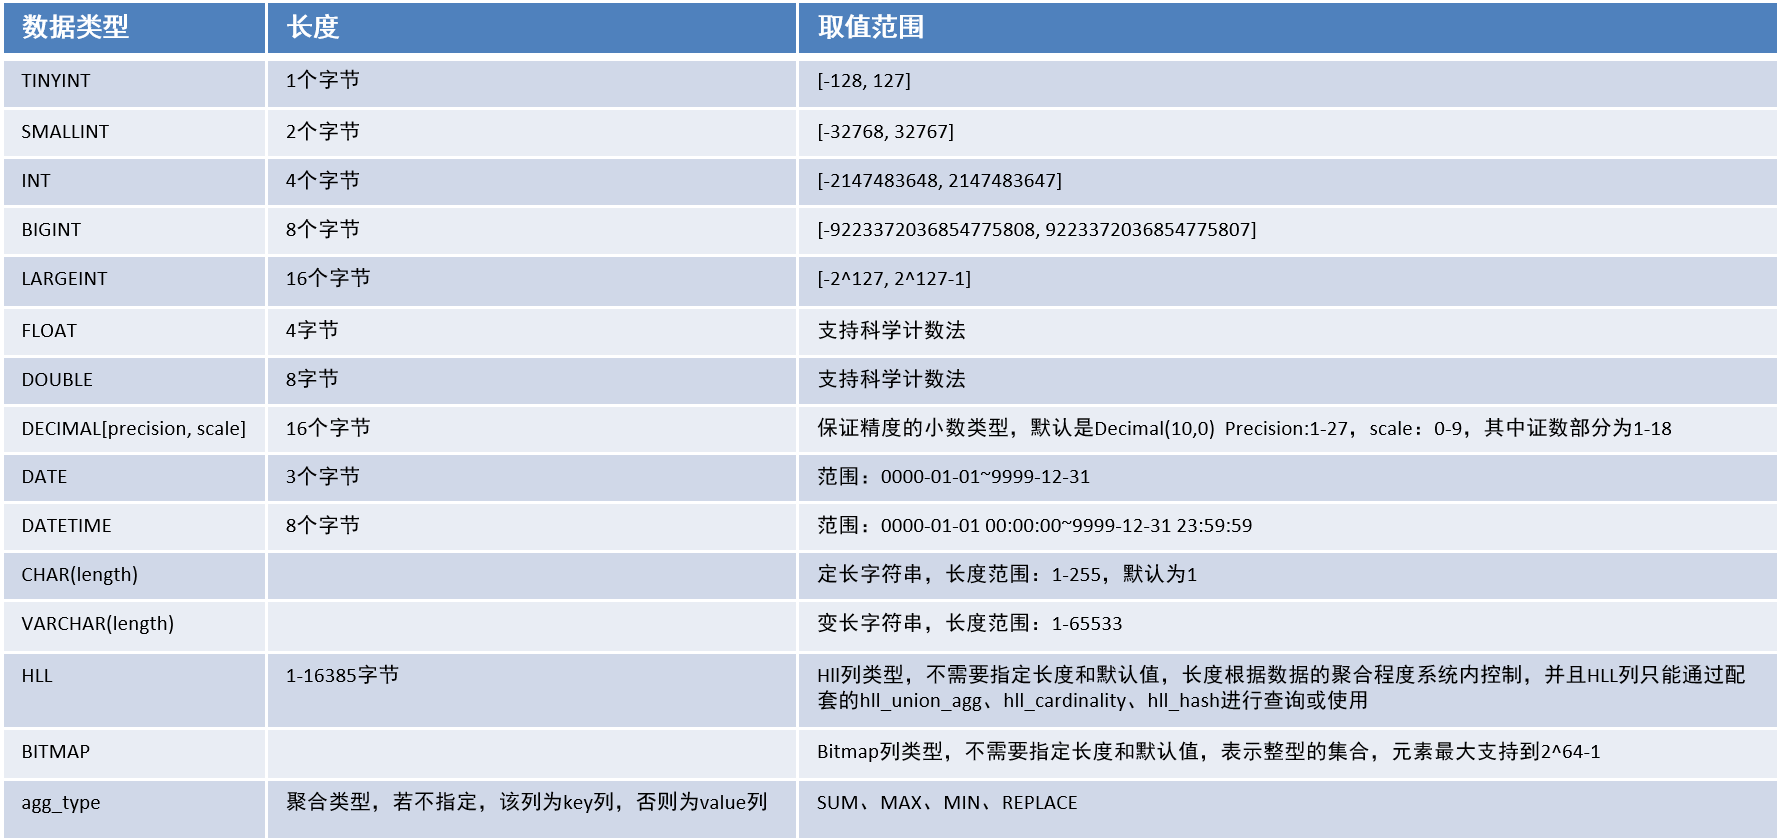 数据类型 长度 取值范围
TINYINT 1个字节 [-128, 127]
SMALLINT 2个字节 [-32768, 32767]
INT 4个字节 [-2147483648, 2147483647]
BIGINT 8个字节 [-9223372036854775808, 9223372036854775807]
LARGEINT 16个字节 [-2^127, 2^127-1]
FLOAT 4字节 支持科学计数法
DOUBLE 8字节 支持科学计数法
DECIMAL[precision, scale] 16个字节 保证精度的小数类型，默认是Decimal(10,0) Precision:1-27，scale：0-9，其中证数部分为1-18
DATE 3个字节 范围：0000-01-01~9999-12-31
DATETIME 8个字节 范围：0000-01-01 00:00:00~9999-12-31 23:59:59
CHAR(length) 定长字符串，长度范围：1-255，默认为1
VARCHAR(length) 变长字符串，长度范围：1-65533
HLL 1-16385字节 Hll列类型，不需要指定长度和默认值，长度根据数据的聚合程度系统内控制，并且HLL列只能通过配
套的hll_union_agg、hll_cardinality、hll_hash进行查询或使用
BITMAP Bitmap列类型，不需要指定长度和默认值，表示整型的集合，元素最大支持到2^64-1
agg_type 聚合类型，若不指定，该列为key列，否则为value列 SUM、MAX、MIN、REPLACE